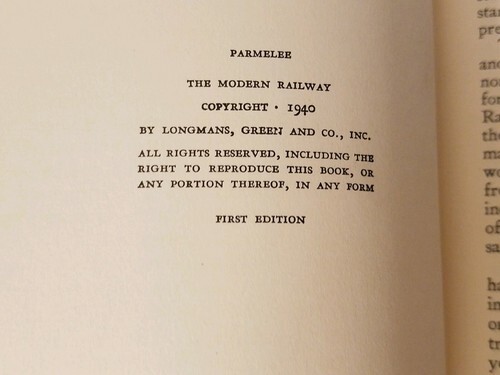 PARMELEE
THE MODERN RAILWAY
COPYRIGHT · 1940
BY LONGMANS, GREEN AND CO., INC.
ALL RIGHTS RESERVED, INCLUDING THE
RIGHT TO REPRODUCE THIS BOOK, OR
ANY PORTION THEREOF, IN ANY FORM
FIRST EDITION